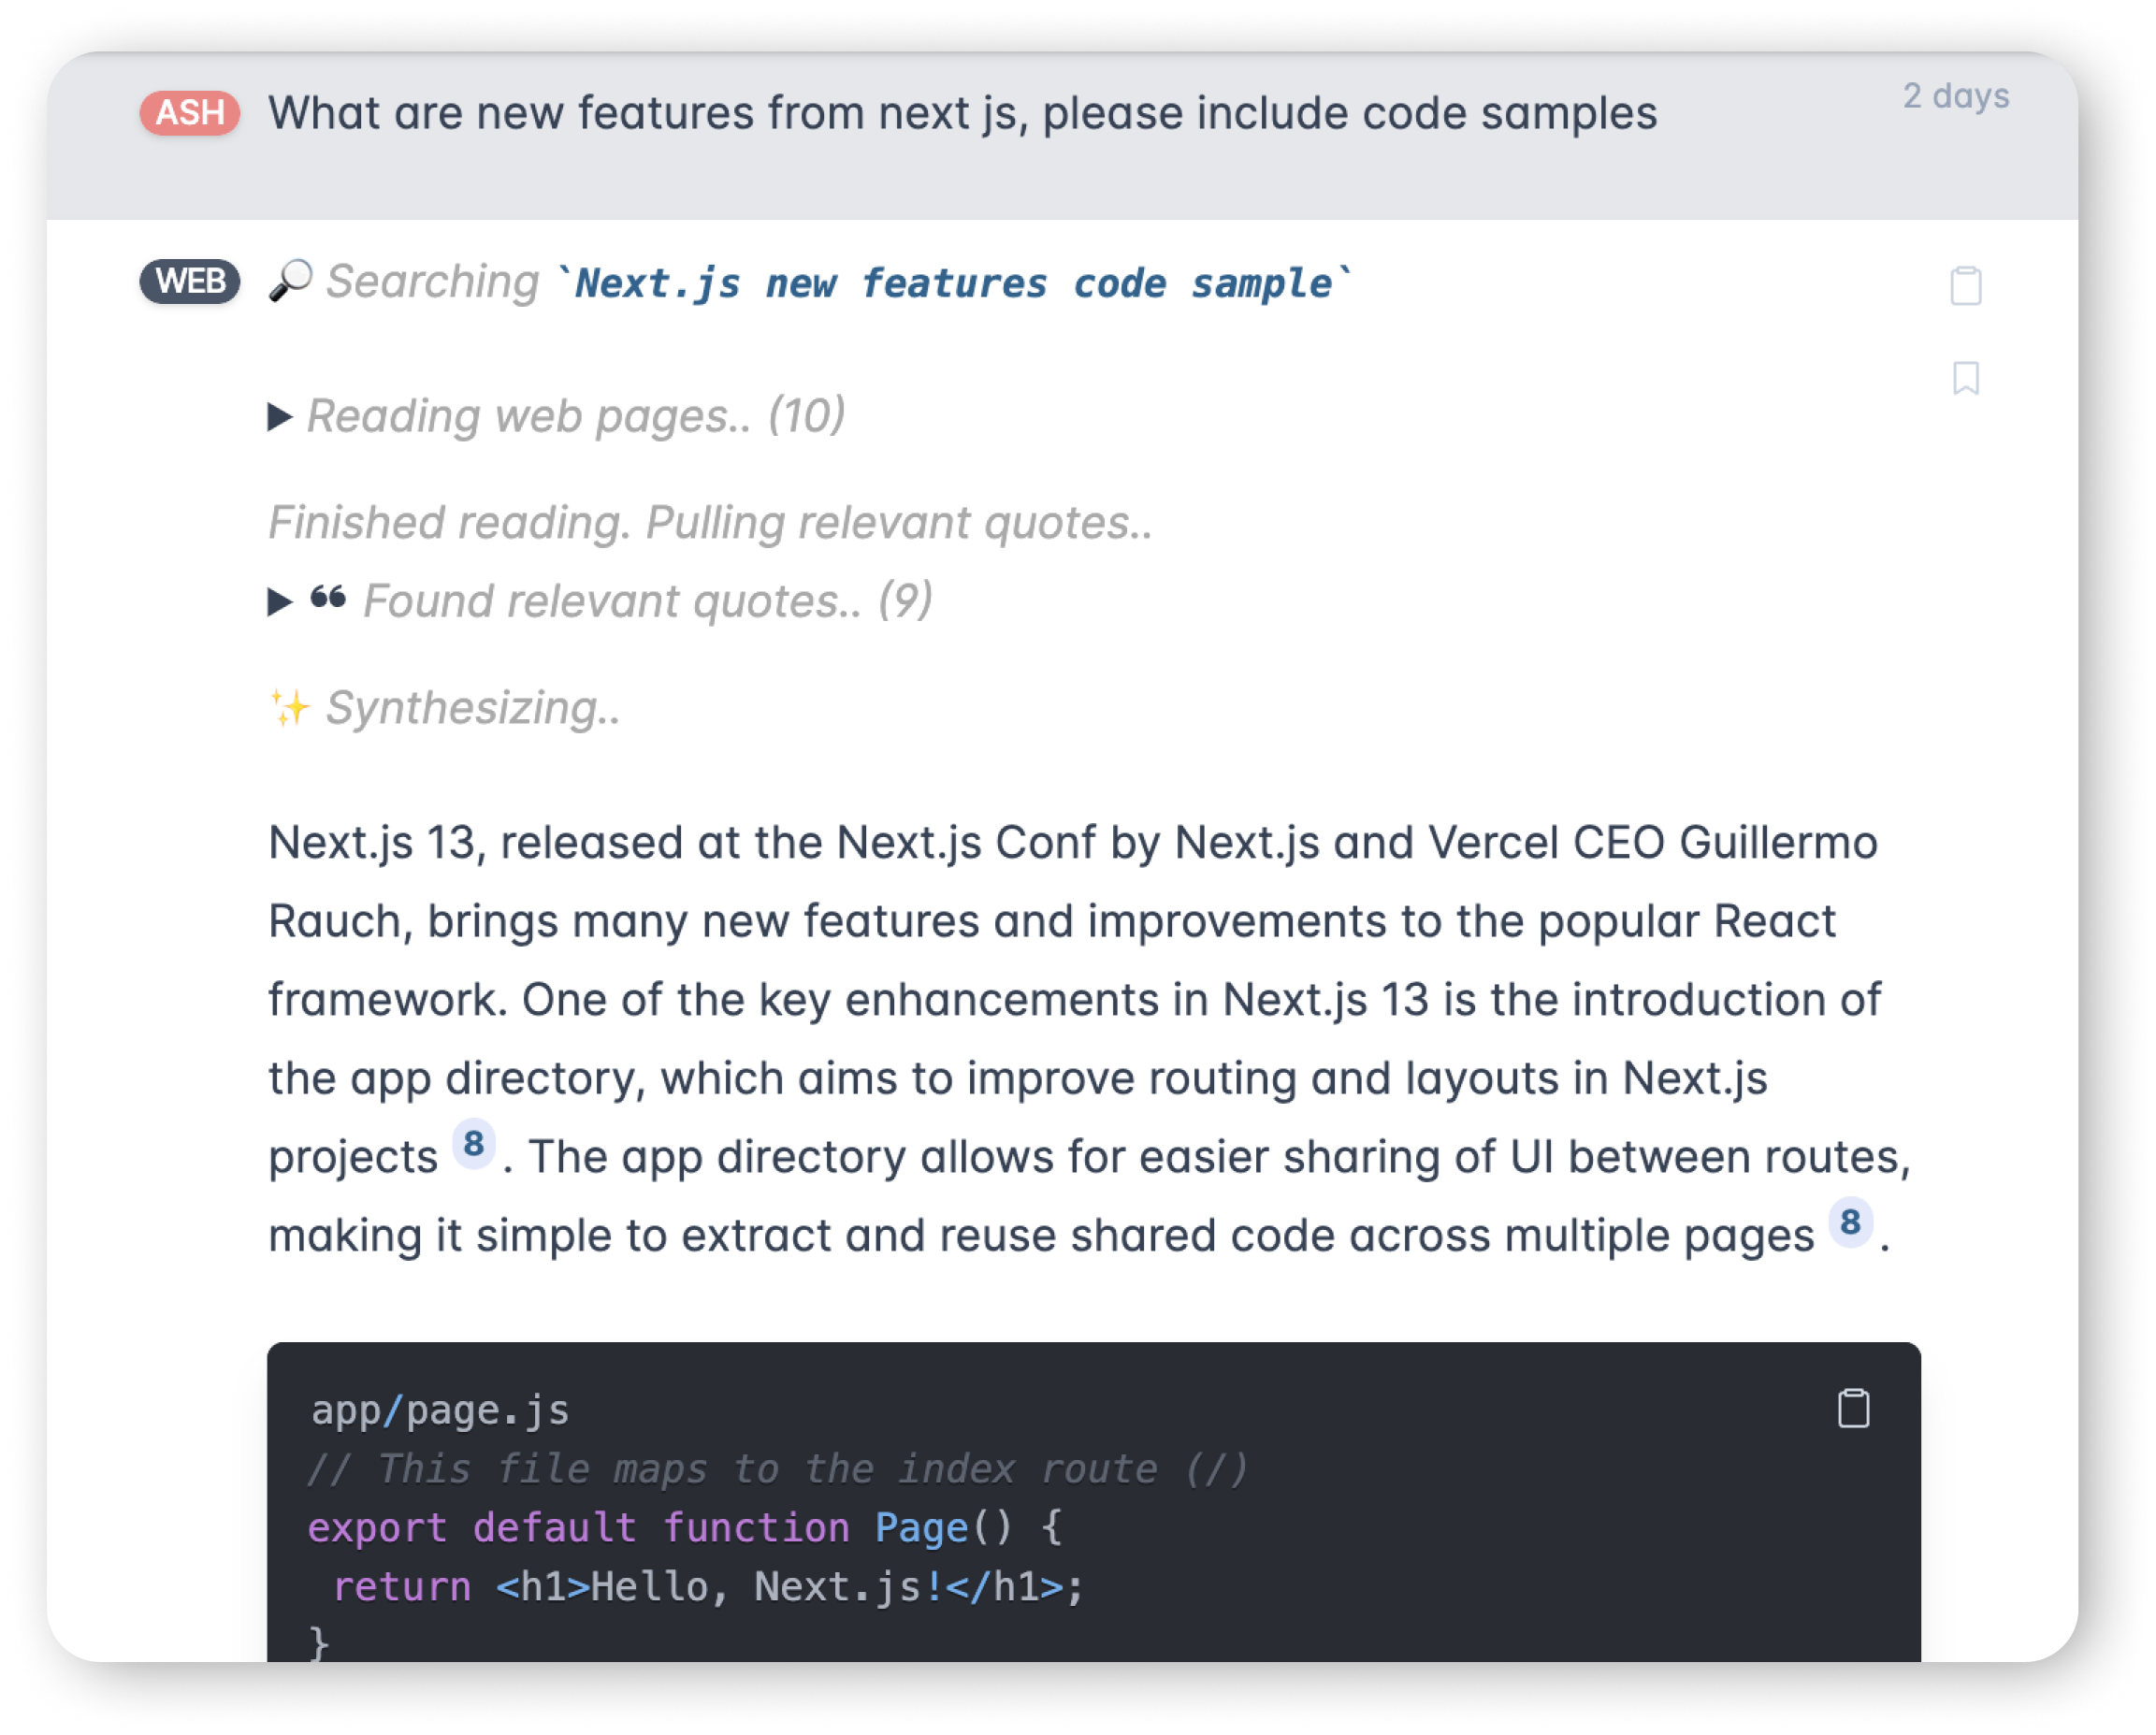 ASH What are new features from next js, please include code samples 2 days
WEB 🔎 Searching `Next.js new features code sample`
▶ Reading web pages.. (10)
Finished reading. Pulling relevant quotes..
▶ ❝ Found relevant quotes.. (9)
✨ Synthesizing..
Next.js 13, released at the Next.js Conf by Next.js and Vercel CEO Guillermo
Rauch, brings many new features and improvements to the popular React
framework. One of the key enhancements in Next.js 13 is the introduction of
the app directory, which aims to improve routing and layouts in Next.js
projects 8 . The app directory allows for easier sharing of UI between routes,
making it simple to extract and reuse shared code across multiple pages 8 .
app/page.js
// This file maps to the index route (/)
export default function Page() {
 return <h1>Hello, Next.js!</h1>;
}